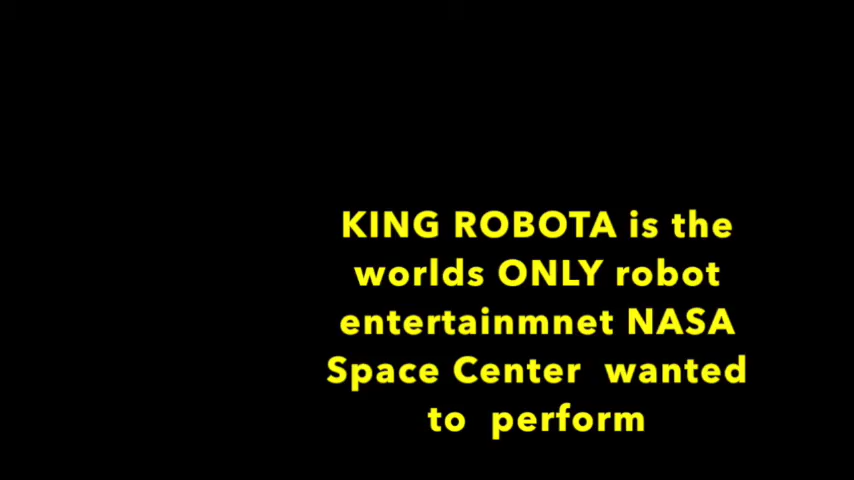 KING ROBOTA is the
worlds ONLY robot
entertainmnet NASA
Space Center  wanted
to  perform